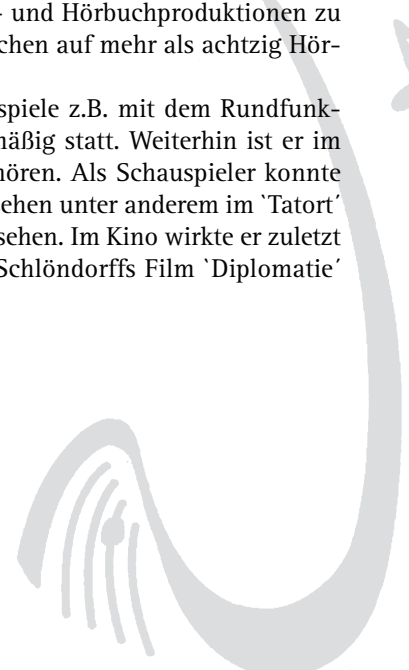 - und Hörbuchproduktionen zu
chen auf mehr als achtzig Hör-
spiele z.B. mit dem Rundfunk-
mäßig statt. Weiterhin ist er im
hören. Als Schauspieler konnte
ehen unter anderem im `Tatort´
sehen. Im Kino wirkte er zuletzt
Schlöndorffs Film `Diplomatie´